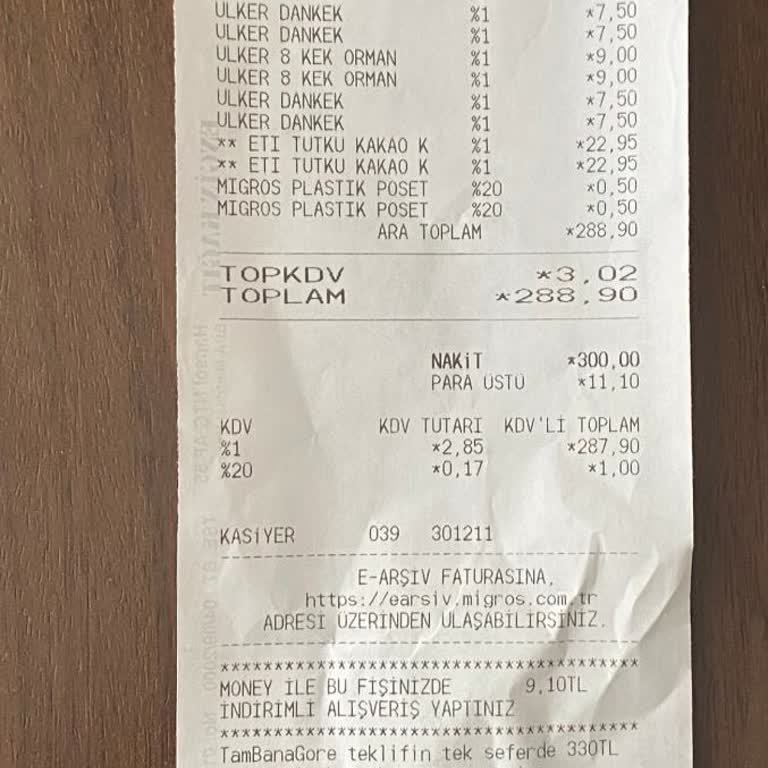 ÜLKER DANKEK %1 *7,50
ULKER DANKEK %1 *7,50
ULKER 8 KEK ORMAN %1 *9,00
ULKER 8 KEK ORMAN %1 *9,00
ULKER DANKEK %1 *7,50
ULKER DANKEK %1 *7,50
** ETI TUTKU KAKAO K %1 *22,95
** ETI TUTKU KAKAO K %1 *22,95
MIGROS PLASTIK POSET %20 *0,50
MIGROS PLASTIK POSET %20 *0,50
ARA TOPLAM *288,90
TOPKDV *3,02
TOPLAM *288,90
NAKİT *300,00
PARA ÜSTÜ *11,10
KDV KDV TUTARI KDV'Lİ TOPLAM
%1 *2,85 *287,90
%20 *0,17 *1,00
KASİYER 039 301211
E-ARŞIV FATURASINA,
https://earsiv.migros.com.tr
ADRESİ ÜZERİNDEN ULAŞABİLİRSİNİZ.
***************************************
MONEY İLE BU FİŞİNİZDE 9,10TL
İNDİRİMLİ ALIŞVERİŞ YAPTINIZ
***************************************
TamBanaGore teklifin tek seferde 330TL